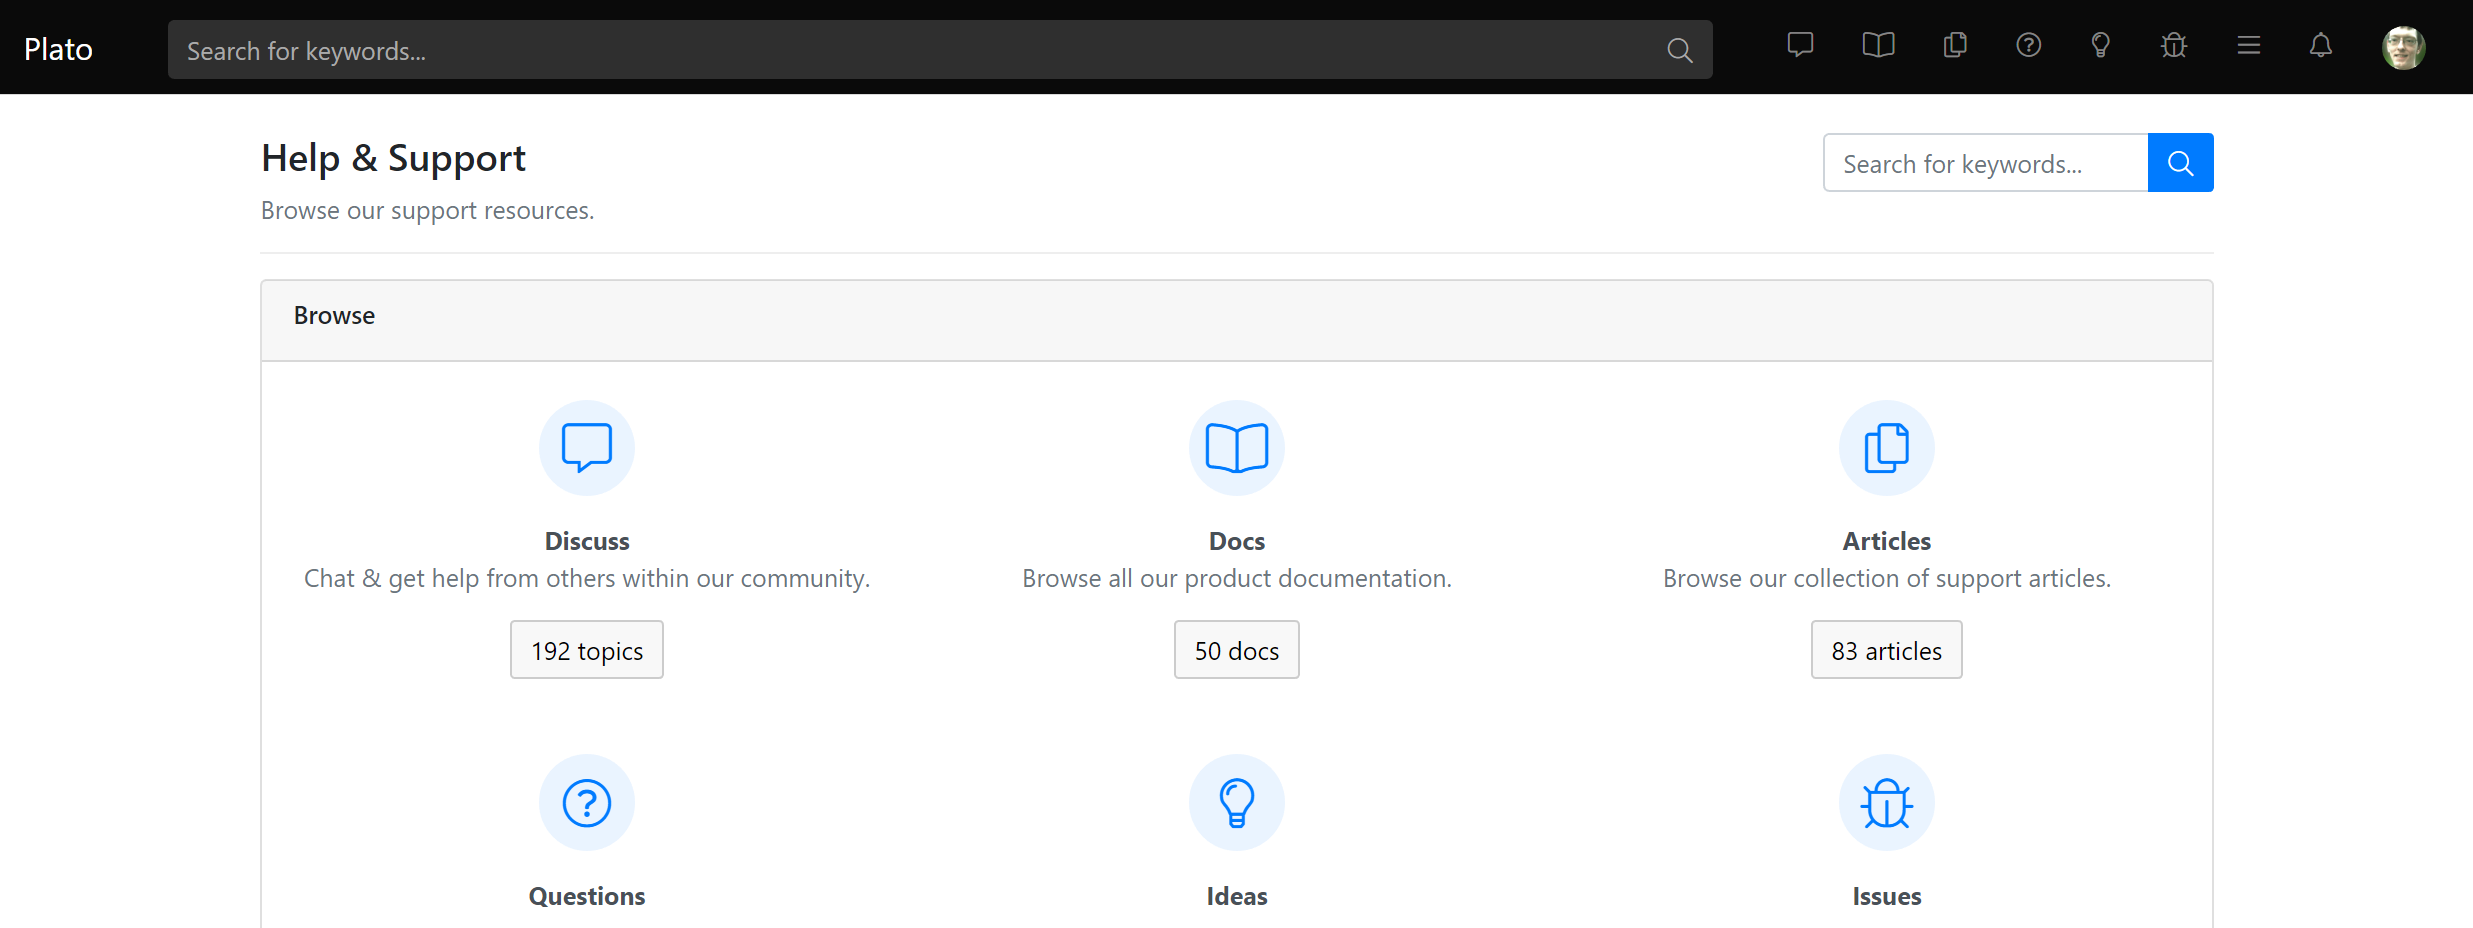 Plato
Search for keywords...
Help & Support
Search for keywords...
Browse our support resources.
Browse
Discuss
Chat & get help from others within our community.
192 topics
Docs
Browse all our product documentation.
50 docs
Articles
Browse our collection of support articles.
83 articles
Questions
Ideas
Issues